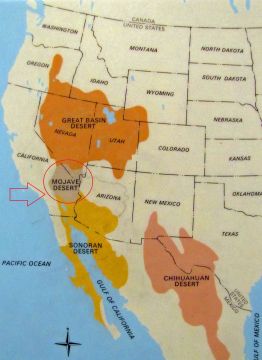 CANADA
UNITED STATES
WASHINGTON
MONTANA
NORTH DAKOTA
OREGON
IDAHO
SOUTH DAKOTA
WYOMING
NEBRASKA
GREAT BASIN
DESERT
NEVADA
UTAH
COLORADO
KANSAS
CALIFORNIA
MOJAVE
DESERT
ARIZONA
NEW MEXICO
OKLAHOMA
TEXAS
SONORAN
DESERT
PACIFIC OCEAN
CHIHUAHUAN
DESERT
GULF OF CALIFORNIA
UNITED STATES
MEXICO
GULF OF MEXICO